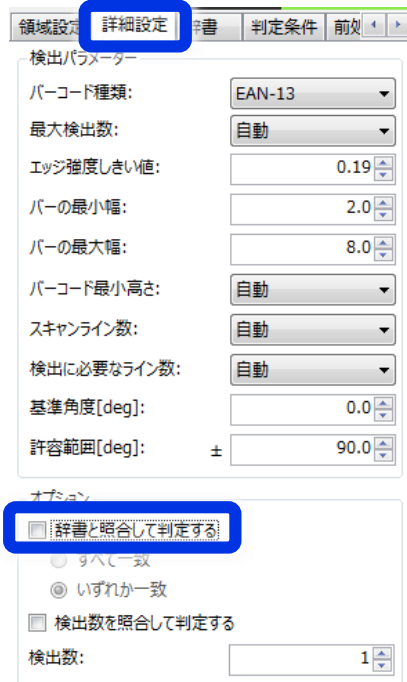 領域設定 詳細設定 辞書 判定条件 前処
検出パラメーター
バーコード種類: EAN-13
最大検出数: 自動
エッジ強度しきい値: 0.19
バーの最小幅: 2.0
バーの最大幅: 8.0
バーコード最小高さ: 自動
スキャンライン数: 自動
検出に必要なライン数: 自動
基準角度[deg]: 0.0
許容範囲[deg]: ± 90.0
オプション
辞書と照合して判定する
すべて一致
いずれか一致
検出数を照合して判定する
検出数: 1